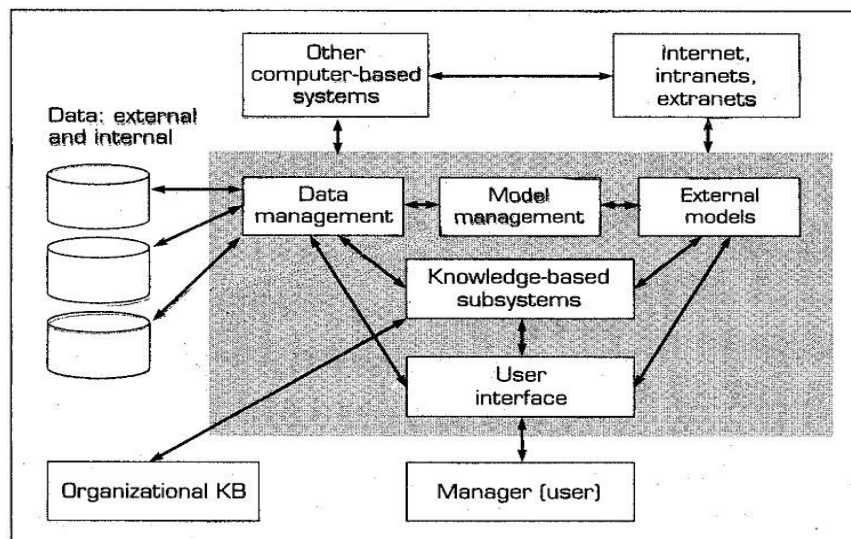 Other
computer-based
systems
Internet,
intranets,
extranets
Data: external
and internal
Data
management
Model
management
External
models
Knowledge-based
subsystems
User
interface
Organizational KB
Manager (user)